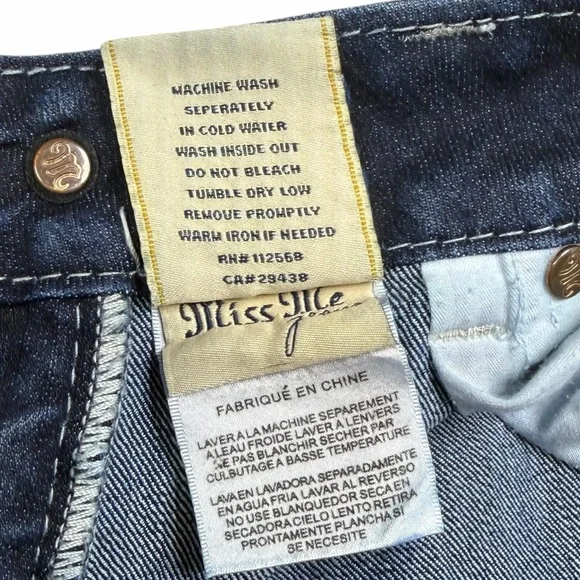 MACHINE WASH
SEPERATELY
IN COLD WATER
WASH INSIDE OUT
DO NOT BLEACH
TUMBLE DRY LOW
REMOVE PROMPTLY
WARM IRON IF NEEDED
RN# 112568
CA# 29438
Miss Me
jeans
FABRIQUÉ EN CHINE
LAVER A LA MACHINE SEPAREMENT
A LEAU FROIDE LAVER A LENVERS
NE PAS BLANCHIR SECHER PAR
CULBUTAGE A BASSE TEMPERATURE
LAVA EN LAVADORA SEPARADAMENTE
EN AGUA FRIA LAVAR AL REVERSO
NO USE BLANQUEDOR SECA EN
SECADORA CIELO LENTO RETIRA
PRONTAMENTE PLANCHA SI
SE NECESITE